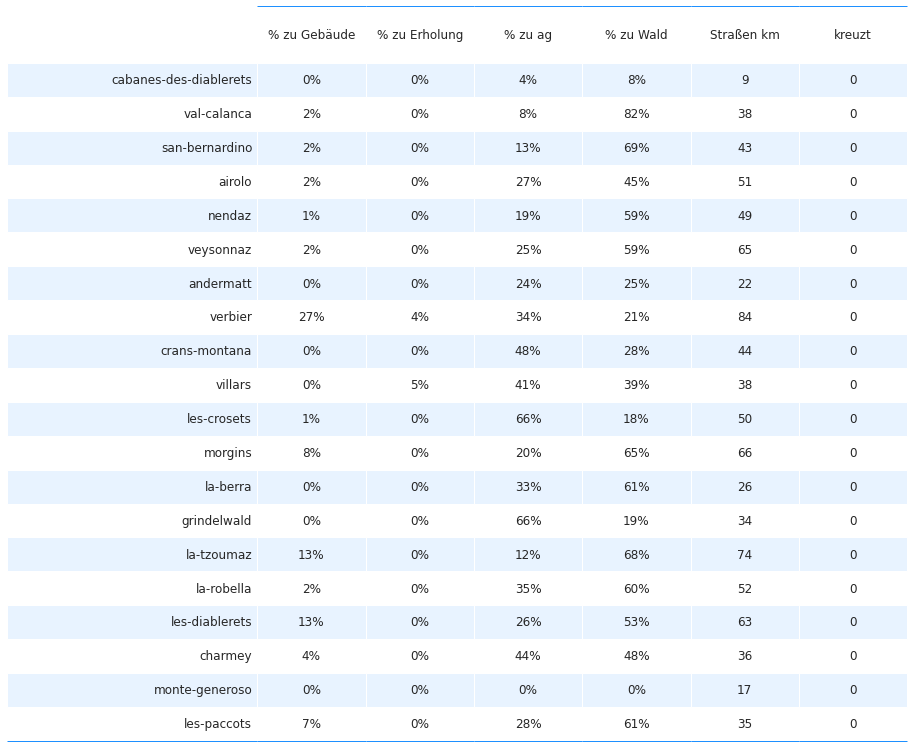 % zu Gebäude % zu Erholung % zu ag % zu Wald Straßen km kreuzt
cabanes-des-diablerets 0% 0% 4% 8% 9 0
val-calanca 2% 0% 8% 82% 38 0
san-bernardino 2% 0% 13% 69% 43 0
airolo 2% 0% 27% 45% 51 0
nendaz 1% 0% 19% 59% 49 0
veysonnaz 2% 0% 25% 59% 65 0
andermatt 0% 0% 24% 25% 22 0
verbier 27% 4% 34% 21% 84 0
crans-montana 0% 0% 48% 28% 44 0
villars 0% 5% 41% 39% 38 0
les-crosets 1% 0% 66% 18% 50 0
morgins 8% 0% 20% 65% 66 0
la-berra 0% 0% 33% 61% 26 0
grindelwald 0% 0% 66% 19% 34 0
la-tzoumaz 13% 0% 12% 68% 74 0
la-robella 2% 0% 35% 60% 52 0
les-diablerets 13% 0% 26% 53% 63 0
charmey 4% 0% 44% 48% 36 0
monte-generoso 0% 0% 0% 0% 17 0
les-paccots 7% 0% 28% 61% 35 0